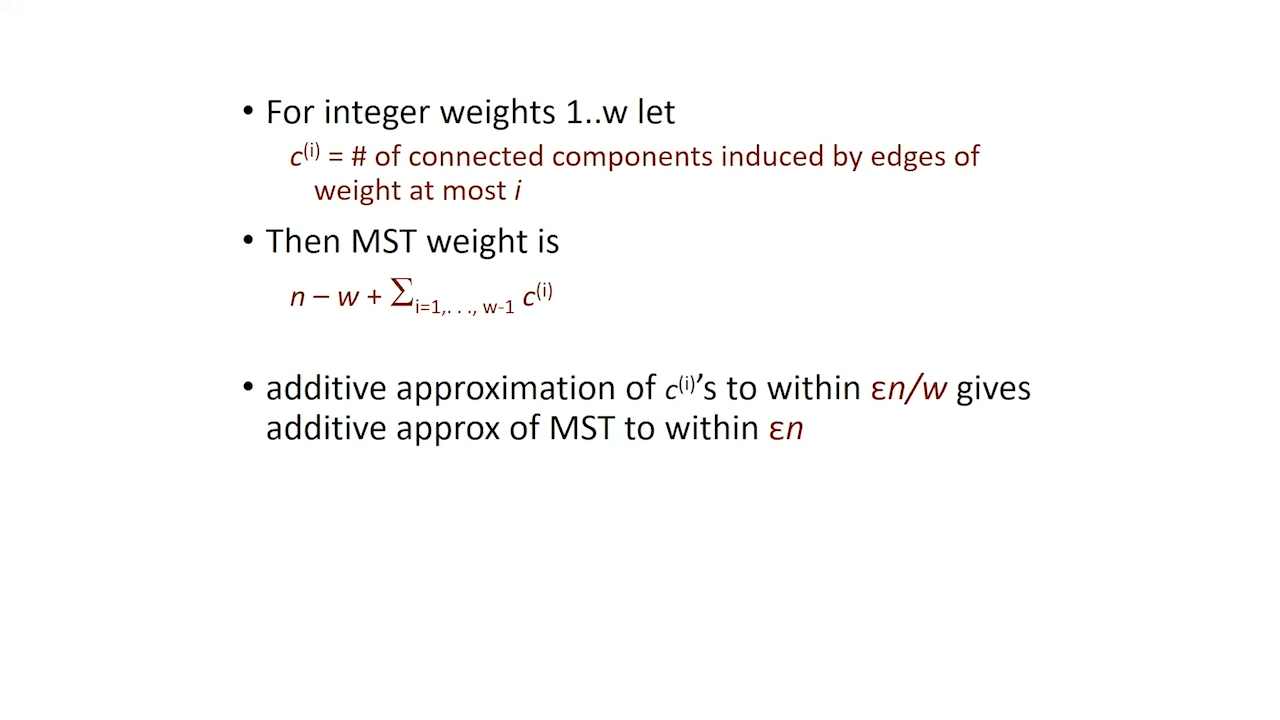 • For integer weights 1..w let
c⁽ⁱ⁾ = # of connected components induced by edges of
weight at most i
• Then MST weight is
n – w + ∑i=1,. . ., w-1 c⁽ⁱ⁾
• additive approximation of c⁽ⁱ⁾’s to within εn/w gives
additive approx of MST to within εn